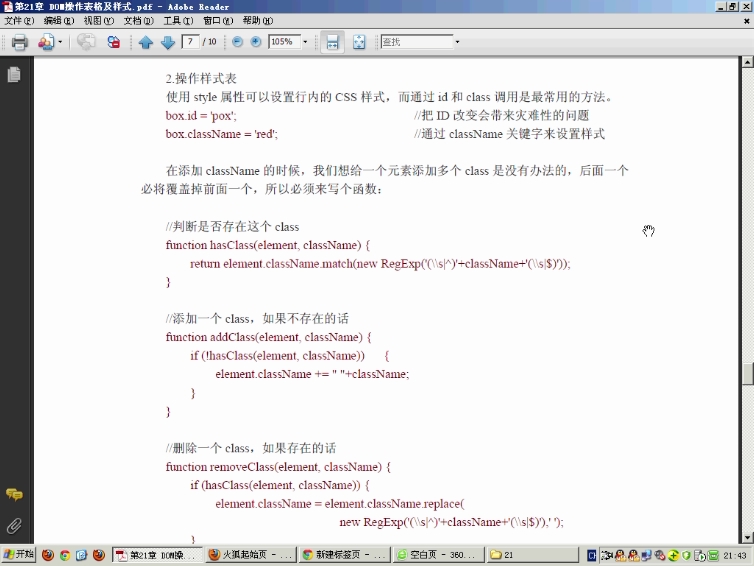 第21章 DOM操作表格及样式.pdf - Adobe Reader
文件(F) 编辑(E) 视图(V) 文档(D) 工具(T) 窗口(W) 帮助(H)
7 / 10 105% 查找
2.操作样式表
使用 style 属性可以设置行内的 CSS 样式，而通过 id 和 class 调用是最常用的方法。
box.id = 'pox'; //把 ID 改变会带来灾难性的问题
box.className = 'red'; //通过 className 关键字来设置样式
在添加 className 的时候，我们想给一个元素添加多个 class 是没有办法的，后面一个
必将覆盖掉前面一个，所以必须来写个函数：
//判断是否存在这个 class
function hasClass(element, className) {
return element.className.match(new RegExp('(\\s|^)'+className+'(\\s|$)'));
}
//添加一个 class，如果不存在的话
function addClass(element, className) {
if (!hasClass(element, className)) {
element.className += " "+className;
}
}
//删除一个 class，如果存在的话
function removeClass(element, className) {
if (hasClass(element, className)) {
element.className = element.className.replace(
new RegExp('(\\s|^)'+className+'(\\s|$)'),' ');
}
开始 第21章 DOM操... 火狐起始页 - ... 新建标签页 - ... 空白页 - 360... 21 21:43